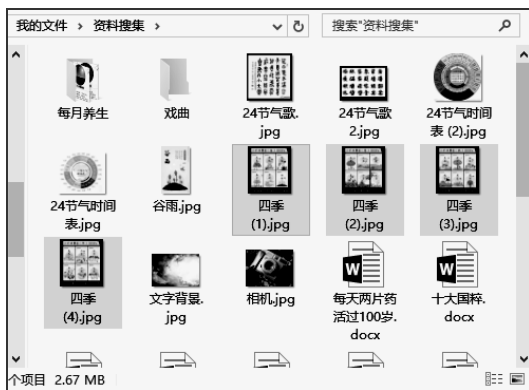 我的文件 › 资料搜集 ›
搜索"资料搜集"
每月养生
戏曲
24节气歌.
jpg
24节气歌
2.jpg
24节气时间
表 (2).jpg
24节气时间
表.jpg
谷雨.jpg
四季
(1).jpg
四季
(2).jpg
四季
(3).jpg
四季
(4).jpg
文字背景.
jpg
相机.jpg
每天两片药
活过100岁.
docx
十大国粹.
docx
个项目 2.67 MB